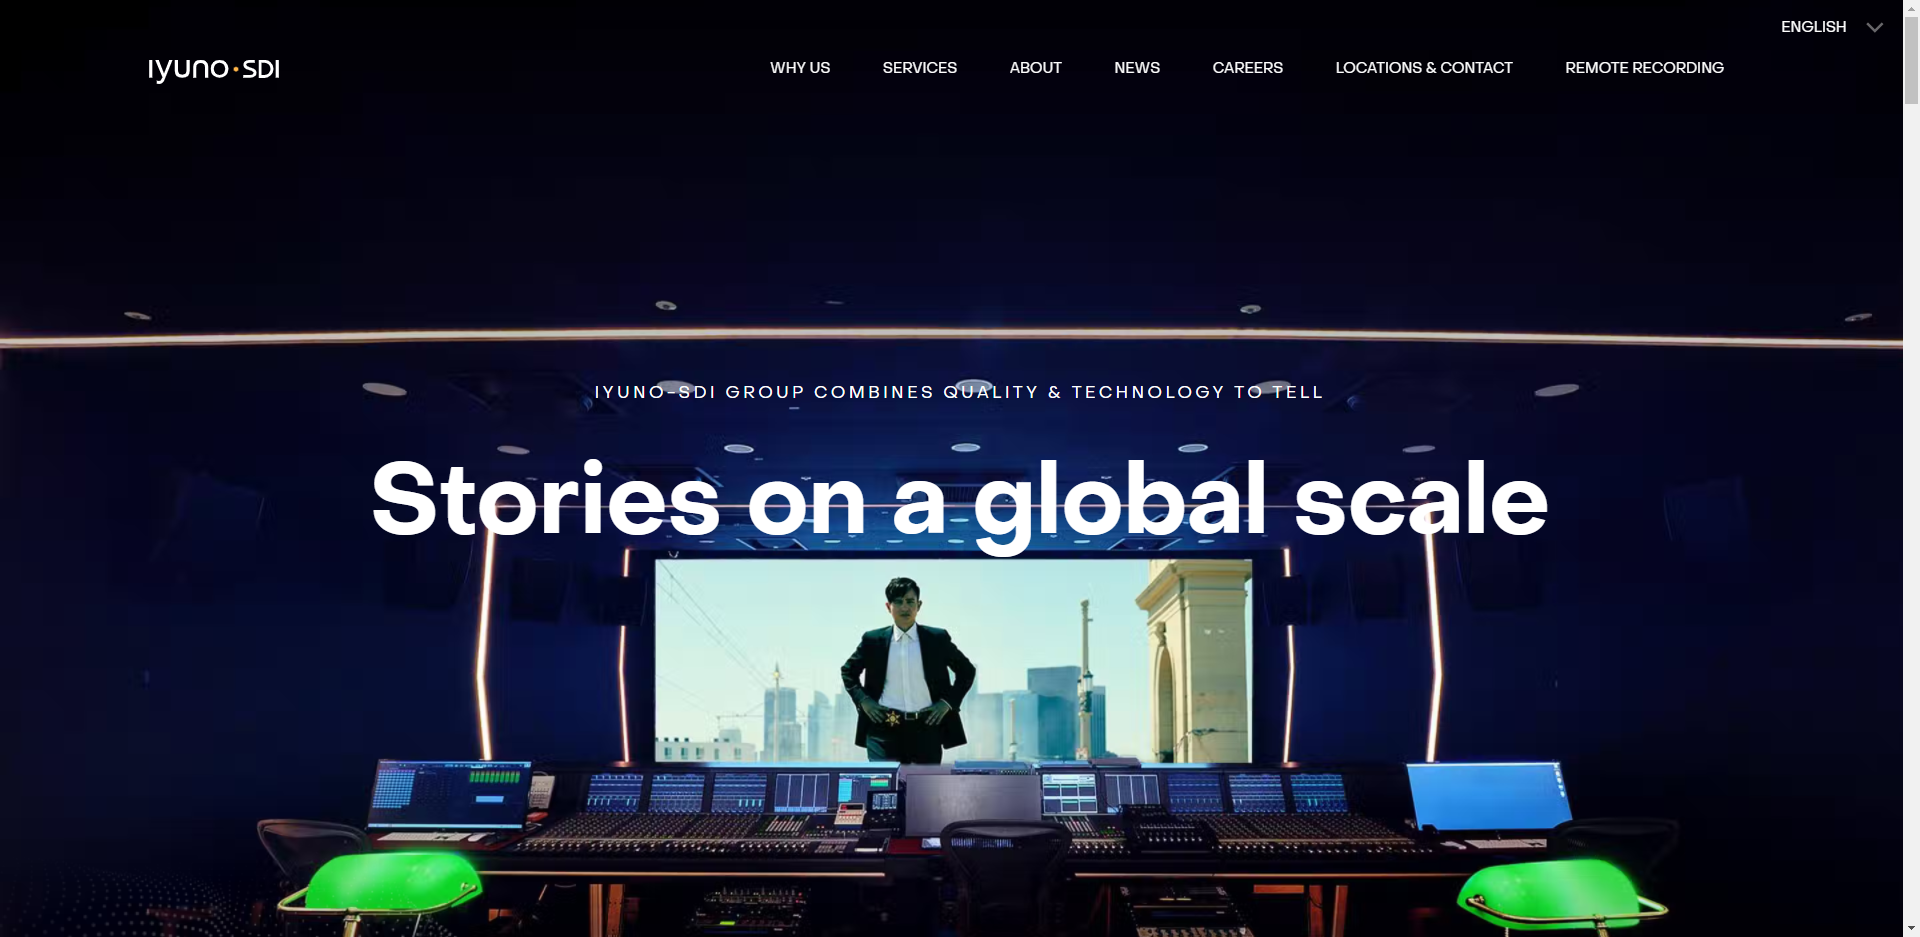 ENGLISH
IYUNO·SDI
WHY US
SERVICES
ABOUT
NEWS
CAREERS
LOCATIONS & CONTACT
REMOTE RECORDING
IYUNO-SDI GROUP COMBINES QUALITY & TECHNOLOGY TO TELL
Stories on a global scale